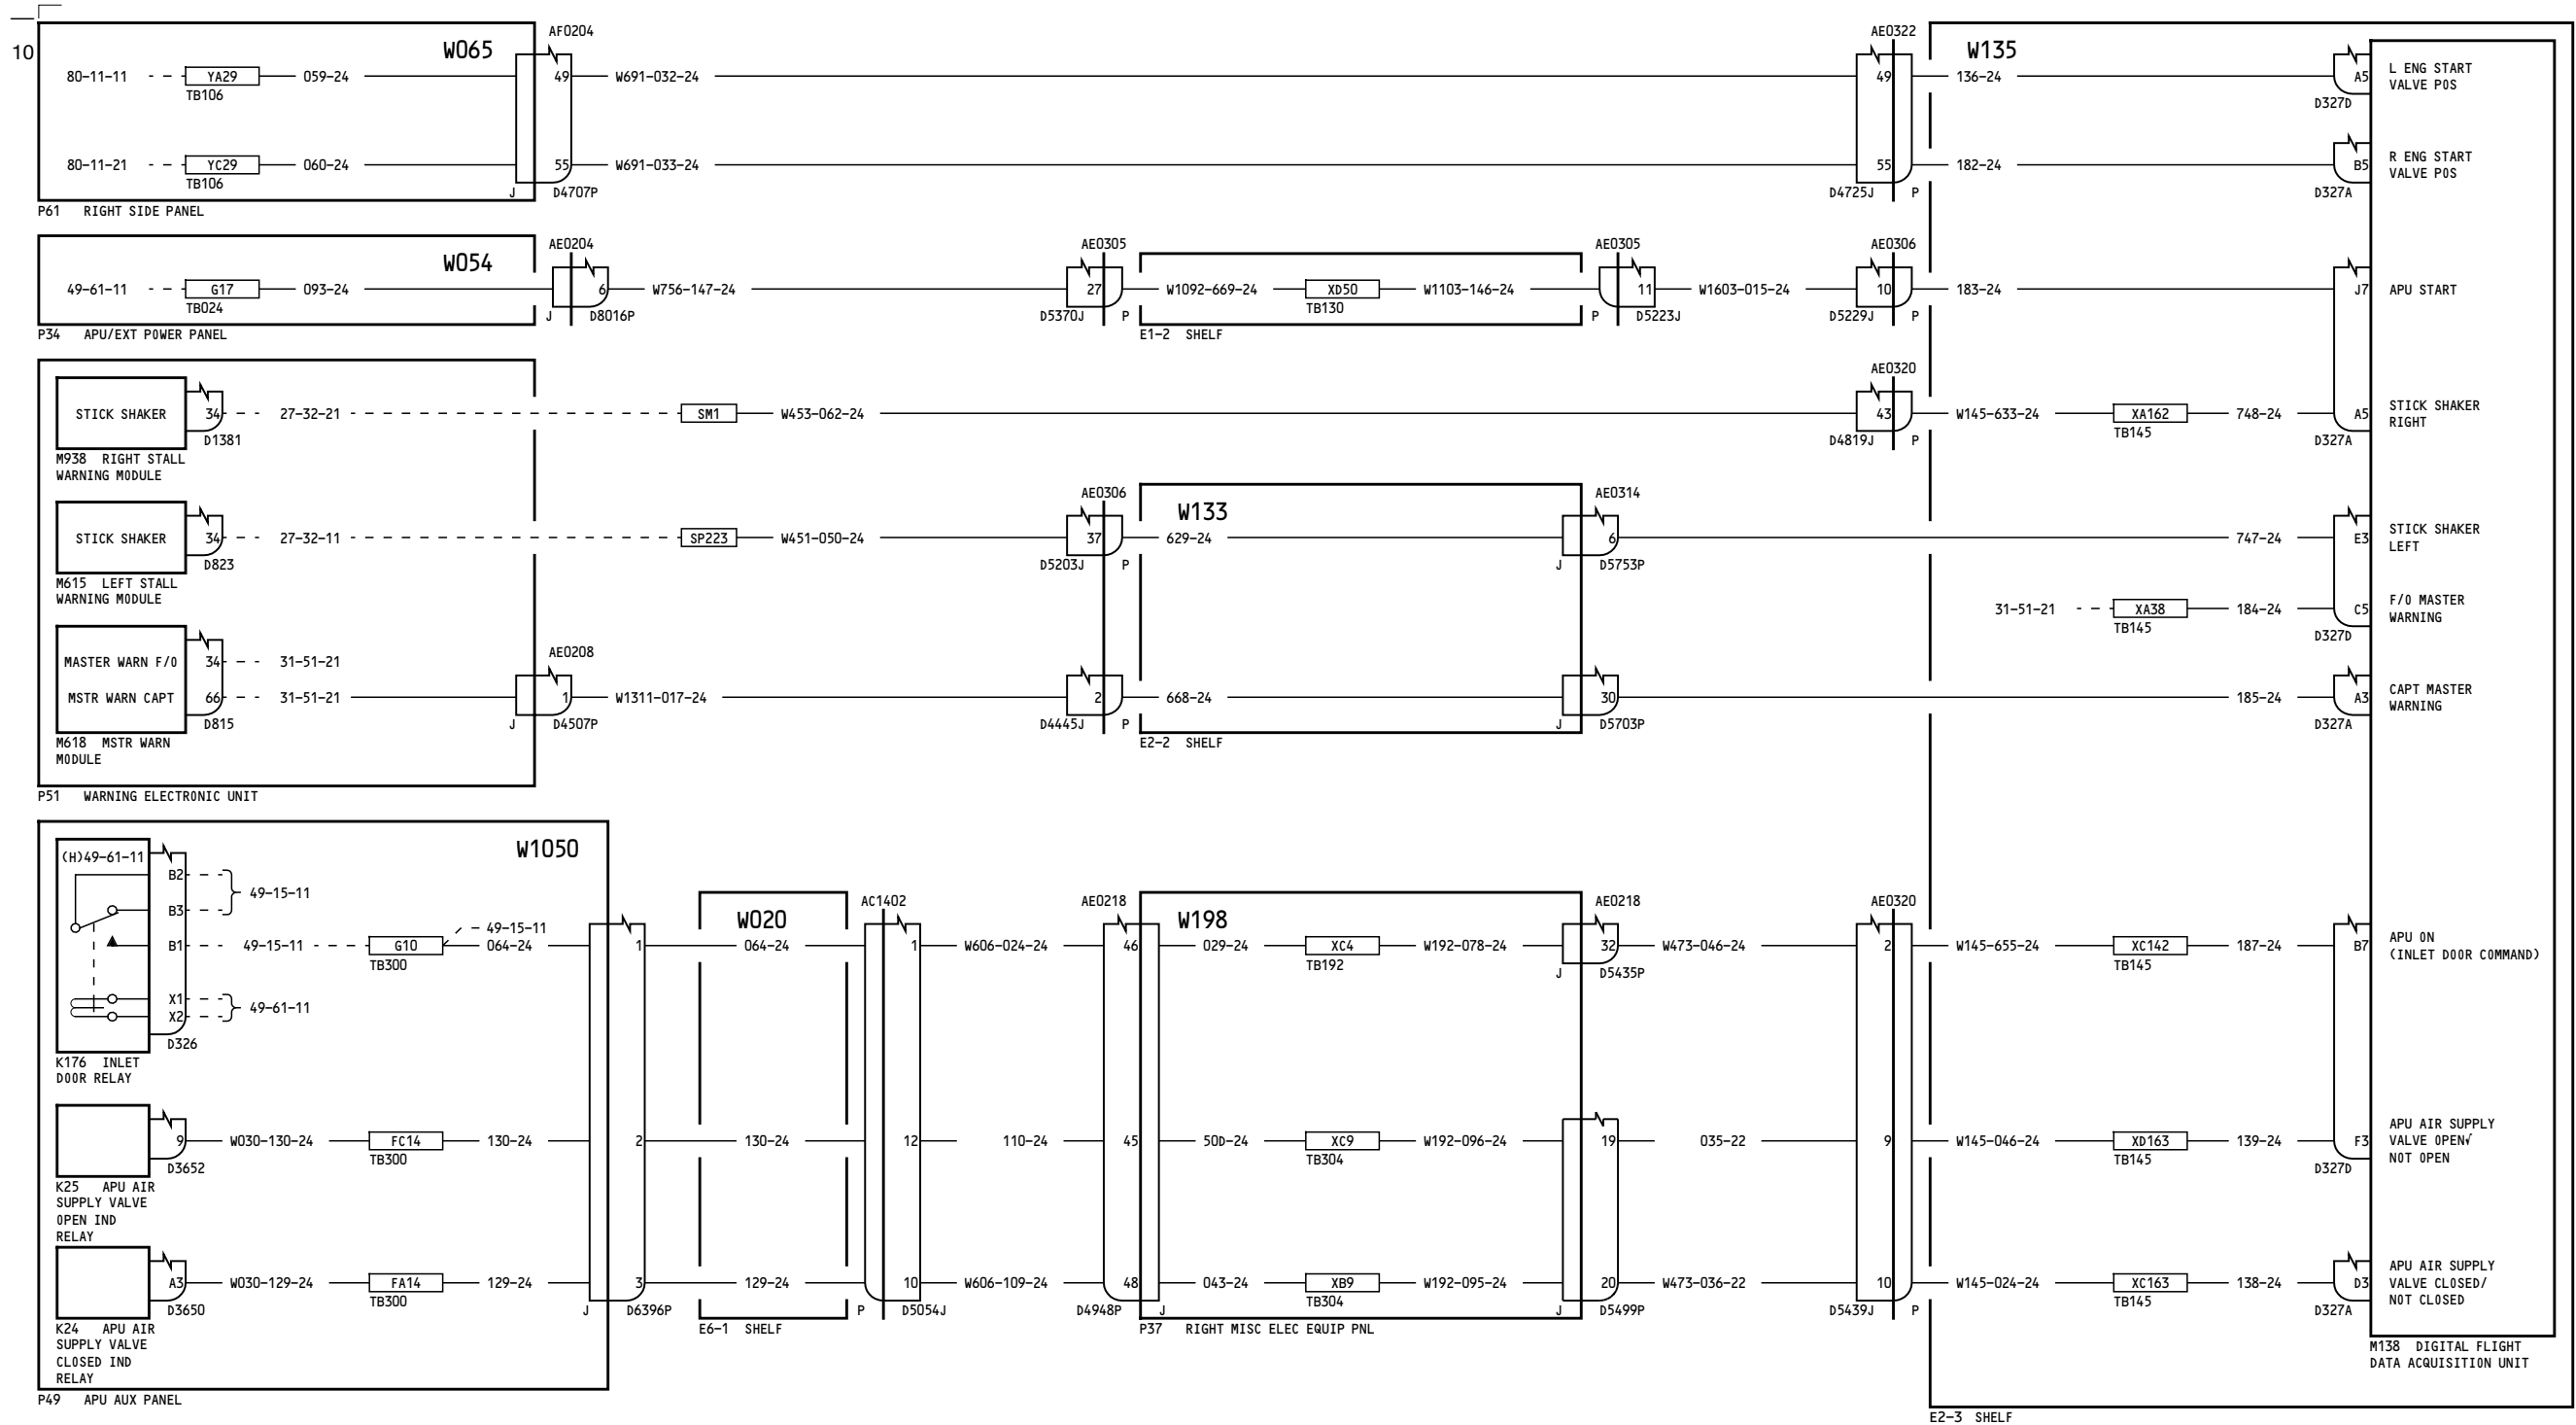 10
W065
AF0204
80-11-11
YA29
TB106
059-24
49
W691-032-24
80-11-21
YC29
TB106
060-24
55
W691-033-24
J
D4707P
P61 RIGHT SIDE PANEL
AE0322
49
55
D4725J
P
W135
136-24
182-24
A5
D327D
L ENG START
VALVE POS
B5
D327A
R ENG START
VALVE POS
W054
AE0204
49-61-11
G17
TB024
093-24
6
J
D8016P
W756-147-24
P34 APU/EXT POWER PANEL
AE0305
27
D5370J
P
W1092-669-24
XD50
TB130
W1103-146-24
E1-2 SHELF
AE0305
11
P
D5223J
W1603-015-24
AE0306
10
D5229J
P
183-24
J7
APU START
STICK SHAKER
34
D1381
27-32-21
M938 RIGHT STALL
WARNING MODULE
SM1
W453-062-24
AE0320
43
D4819J
P
W145-633-24
XA162
TB145
748-24
A5
D327A
STICK SHAKER
RIGHT
STICK SHAKER
34
D823
27-32-11
M615 LEFT STALL
WARNING MODULE
SP223
W451-050-24
AE0306
37
D5203J
P
W133
629-24
AE0314
6
J
D5753P
747-24
E3
STICK SHAKER
LEFT
31-51-21
XA38
TB145
184-24
C5
D327D
F/O MASTER
WARNING
MASTER WARN F/O
34
31-51-21
MSTR WARN CAPT
66
31-51-21
D815
M618 MSTR WARN
MODULE
AE0208
1
J
D4507P
W1311-017-24
2
D4445J
P
668-24
30
J
D5703P
E2-2 SHELF
185-24
A3
D327A
CAPT MASTER
WARNING
P51 WARNING ELECTRONIC UNIT
W1050
(H)49-61-11
B2
B3
49-15-11
B1
49-15-11
G10
TB300
49-15-11
064-24
X1
X2
49-61-11
D326
K176 INLET
DOOR RELAY
1
W020
064-24
AC1402
1
W606-024-24
AE0218
46
W198
029-24
XC4
TB192
W192-078-24
AE0218
32
J
D5435P
W473-046-24
AE0320
2
W145-655-24
XC142
TB145
187-24
B7
APU ON
(INLET DOOR COMMAND)
9
D3652
W030-130-24
FC14
TB300
130-24
2
130-24
12
110-24
45
50D-24
XC9
TB304
W192-096-24
19
035-22
9
W145-046-24
XD163
TB145
139-24
F3
D327D
APU AIR SUPPLY
VALVE OPEN√
NOT OPEN
K25 APU AIR
SUPPLY VALVE
OPEN IND
RELAY
A3
D3650
W030-129-24
FA14
TB300
129-24
3
J
D6396P
129-24
E6-1 SHELF
10
P
D5054J
W606-109-24
48
D4948P
J
043-24
XB9
TB304
W192-095-24
P37 RIGHT MISC ELEC EQUIP PNL
20
J
D5499P
W473-036-22
10
D5439J
P
W145-024-24
XC163
TB145
138-24
D3
D327A
APU AIR SUPPLY
VALVE CLOSED/
NOT CLOSED
K24 APU AIR
SUPPLY VALVE
CLOSED IND
RELAY
P49 APU AUX PANEL
M138 DIGITAL FLIGHT
DATA ACQUISITION UNIT
E2-3 SHELF